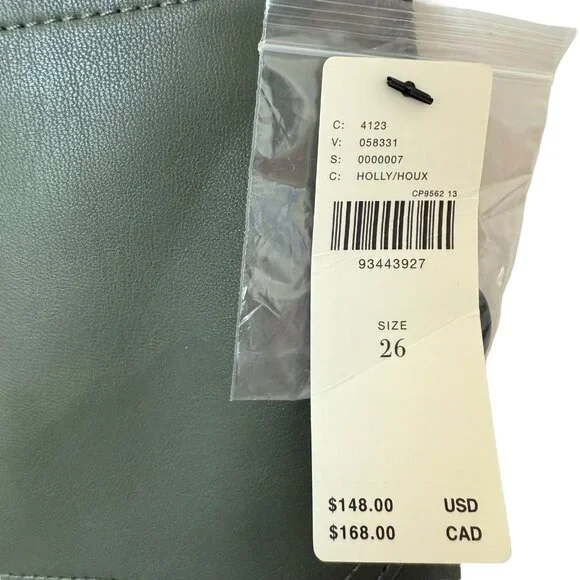 C: 4123
V: 058331
S: 0000007
C: HOLLY/HOUX
CP9562 13
93443927
SIZE
26
$148.00 USD
$168.00 CAD